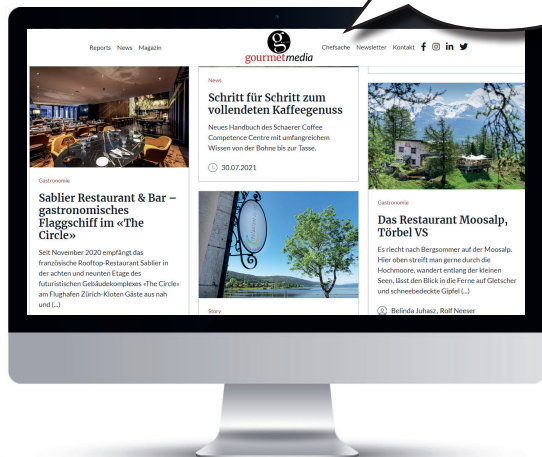 Reports News Magazin
g
gourmetmedia
Chefsache Newsletter Kontakt
Gastronomie
Sablier Restaurant & Bar –
gastronomisches
Flaggschiff im «The
Circle»
Seit November 2020 empfängt das
französische Rooftop-Restaurant Sablier in
der achten und neunten Etage des
futuristischen Gebäudekomplexes «The Circle»
am Flughafen Zürich-Kloten Gäste aus nah
und (...)
News
Schritt für Schritt zum
vollendeten Kaffeegenuss
Neues Handbuch des Schaerer Coffee
Competence Centre mit umfangreichem
Wissen von der Bohne bis zur Tasse.
30.07.2021
Story
Gastronomie
Das Restaurant Moosalp,
Törbel VS
Es riecht nach Bergsommer auf der Moosalp.
Hier oben streift man gerne durch die
Hochmoore, wandert entlang der kleinen
Seen, lässt den Blick in die Ferne auf Gletscher
und schneebedeckte Gipfel (...)
Belinda Juhasz, Rolf Neeser